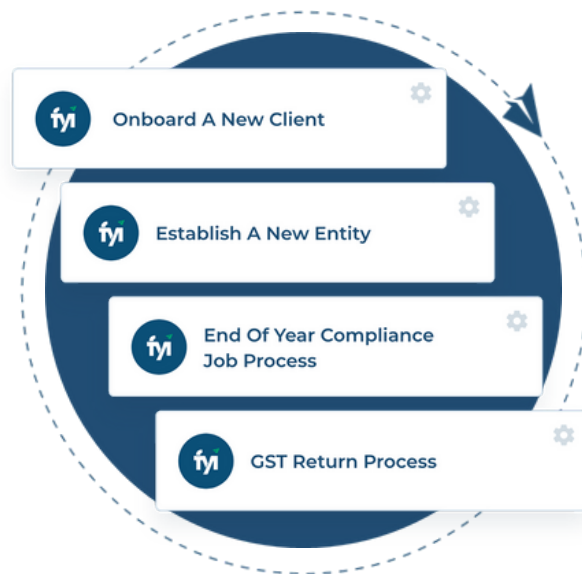 fyi
Onboard A New Client
fyi
Establish A New Entity
fyi
End Of Year Compliance
Job Process
fyi
GST Return Process